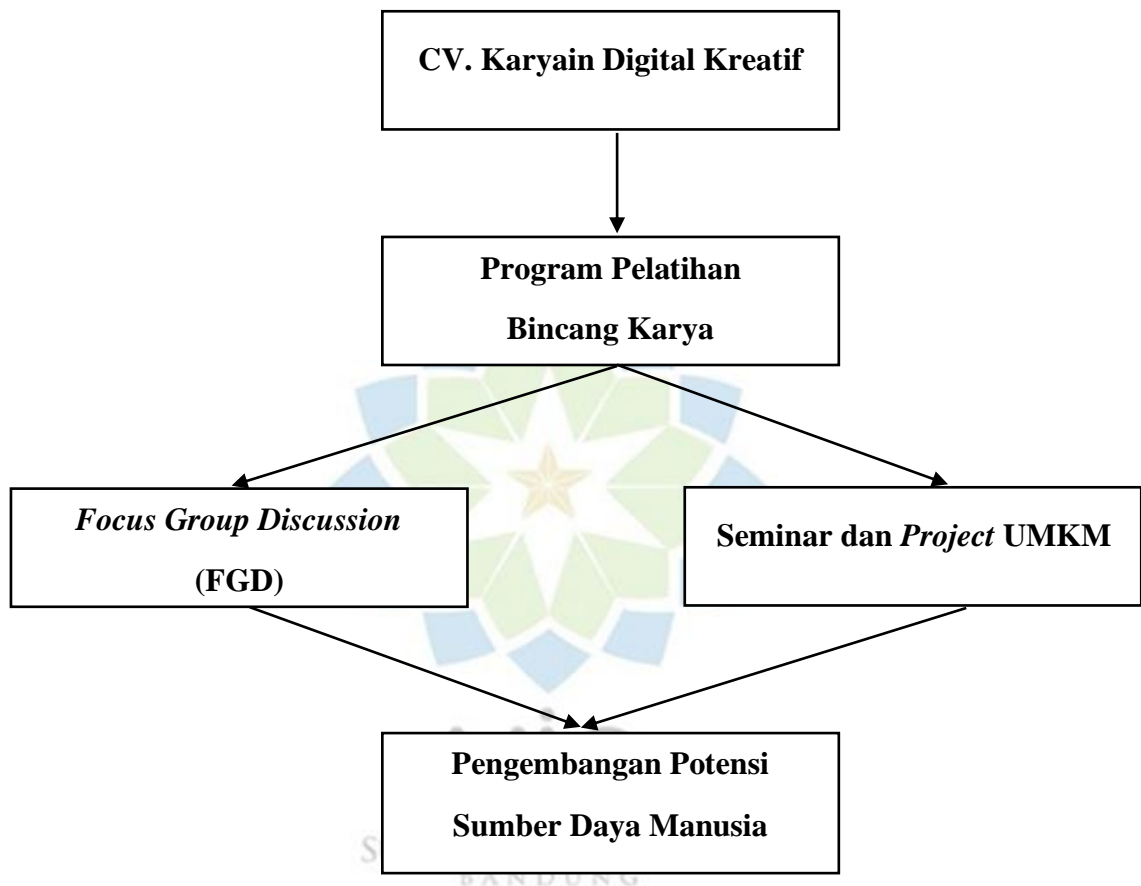 CV. Karyain Digital Kreatif
Program Pelatihan
Bincang Karya
Focus Group Discussion
(FGD)
Seminar dan Project UMKM
Pengembangan Potensi
Sumber Daya Manusia
BANDUNG